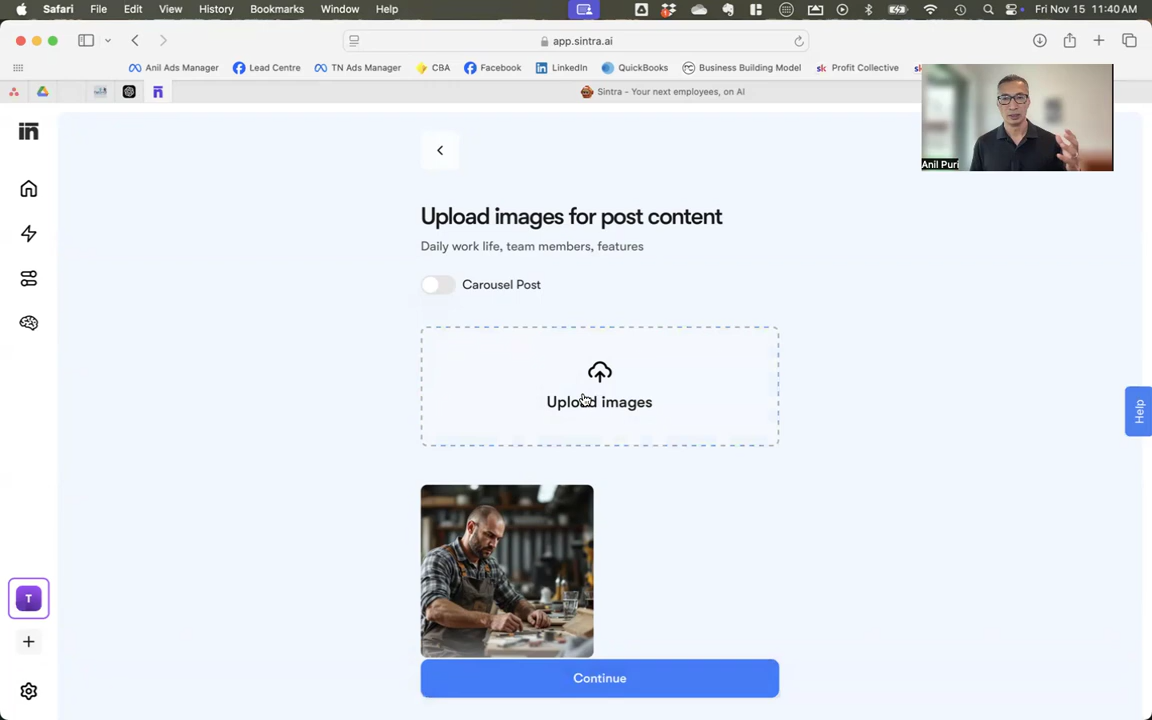 Safari File Edit View History Bookmarks Window Help Fri Nov 15 11:40 AM
app.sintra.ai
Anil Ads Manager Lead Centre TN Ads Manager CBA Facebook LinkedIn QuickBooks Business Building Model Profit Collective
Sintra - Your next employees, on AI
Anil Puri
Upload images for post content
Daily work life, team members, features
Carousel Post
Upload images
Help
Continue
T